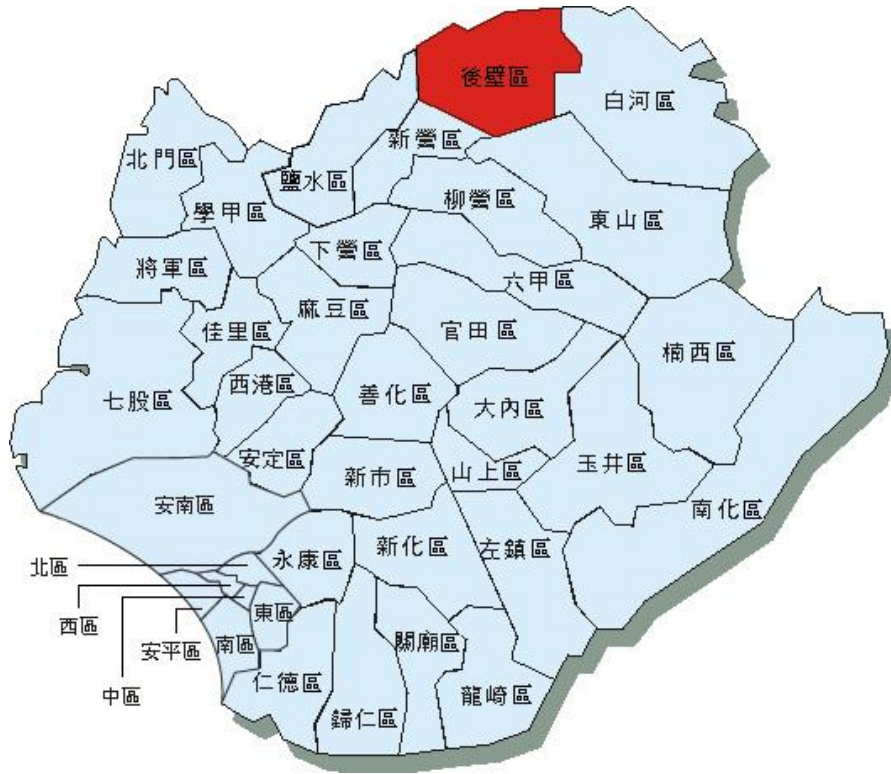 後壁區
白河區
新營區
北門區
鹽水區
柳營區
學甲區
東山區
下營區
將軍區
六甲區
麻豆區
佳里區
官田區
楠西區
西港區
七股區
善化區
大內區
安定區
新市區
山上區
玉井區
安南區
南化區
永康區
新化區
左鎮區
北區
東區
西區
安平區
南區
關廟區
中區
仁德區
歸仁區
龍崎區